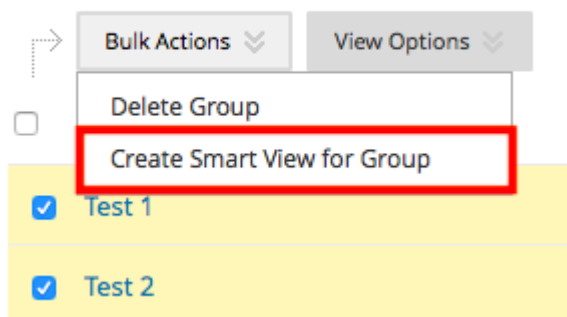 Bulk Actions View Options
Delete Group
Create Smart View for Group
Test 1
Test 2